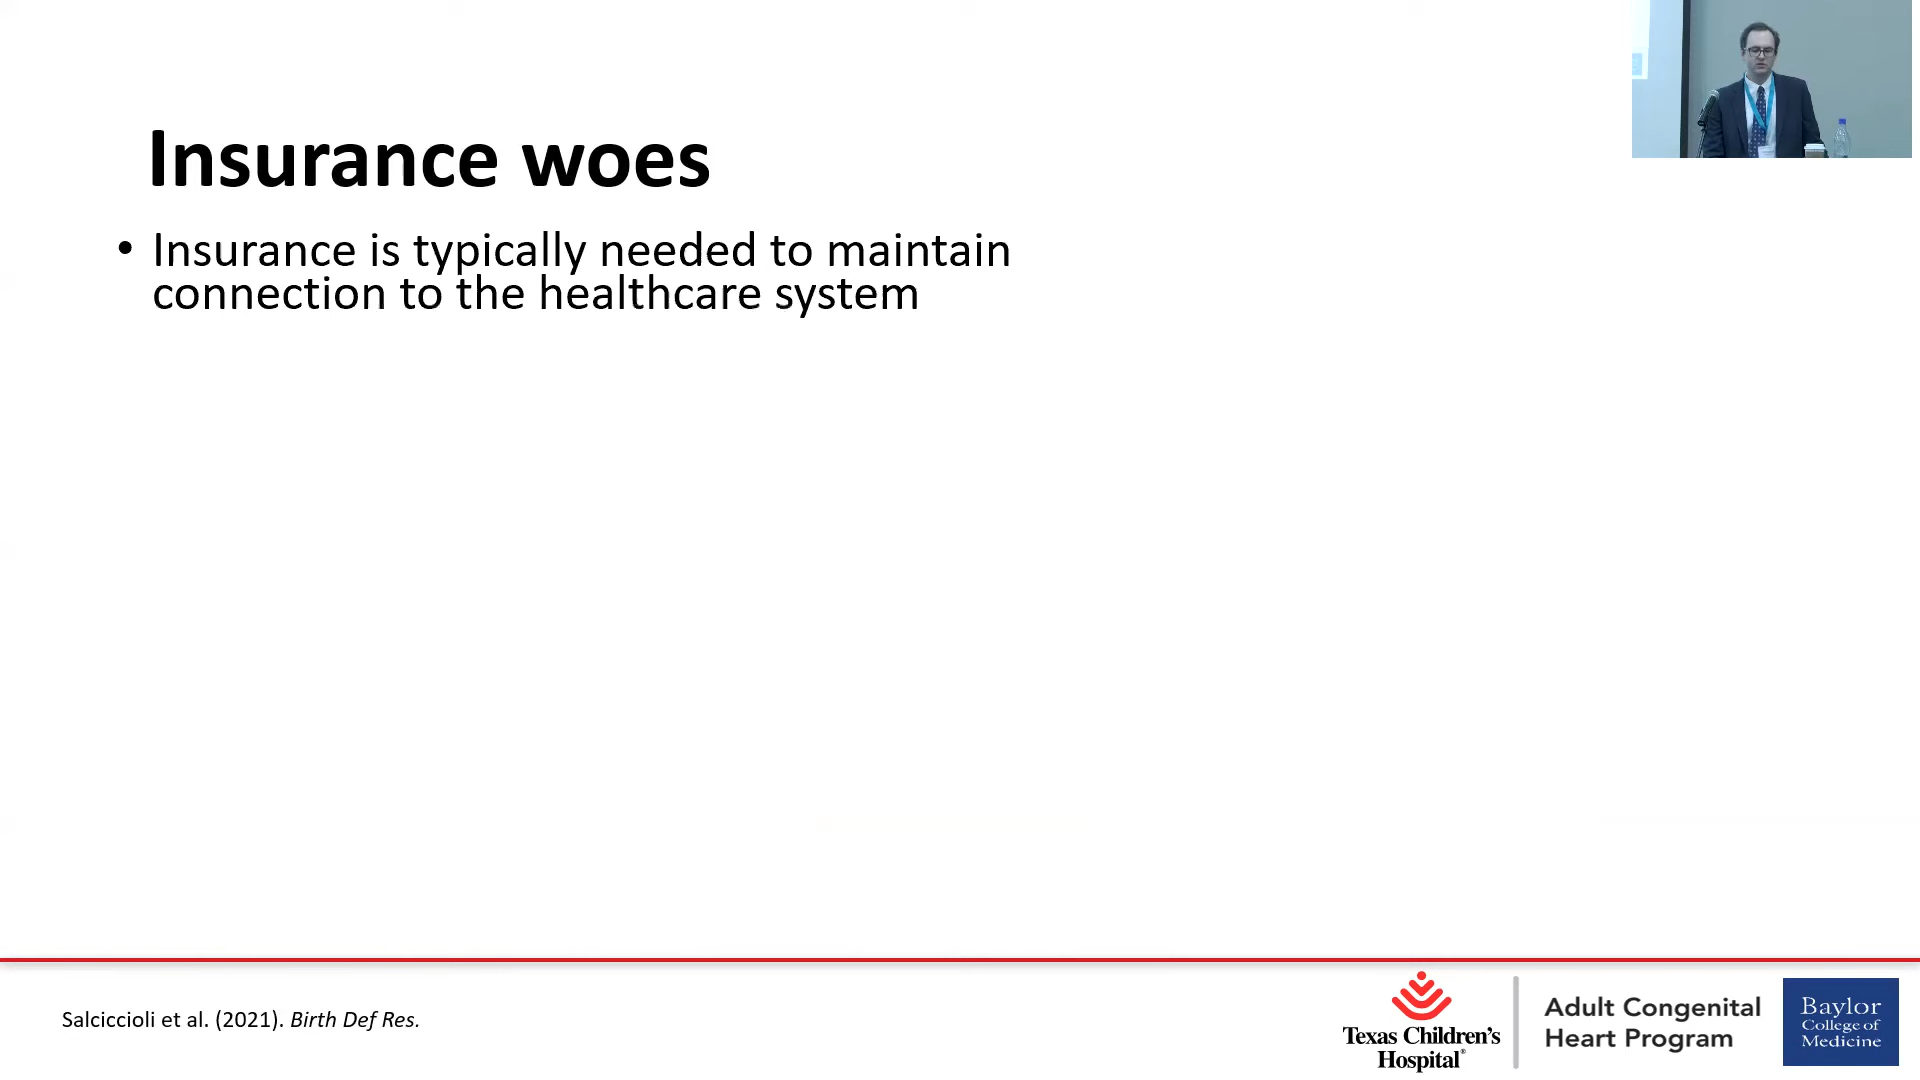 Insurance woes
• Insurance is typically needed to maintain
connection to the healthcare system
Salciccioli et al. (2021). Birth Def Res.
Texas Children's
Hospital®
Adult Congenital
Heart Program
Baylor
College of
Medicine